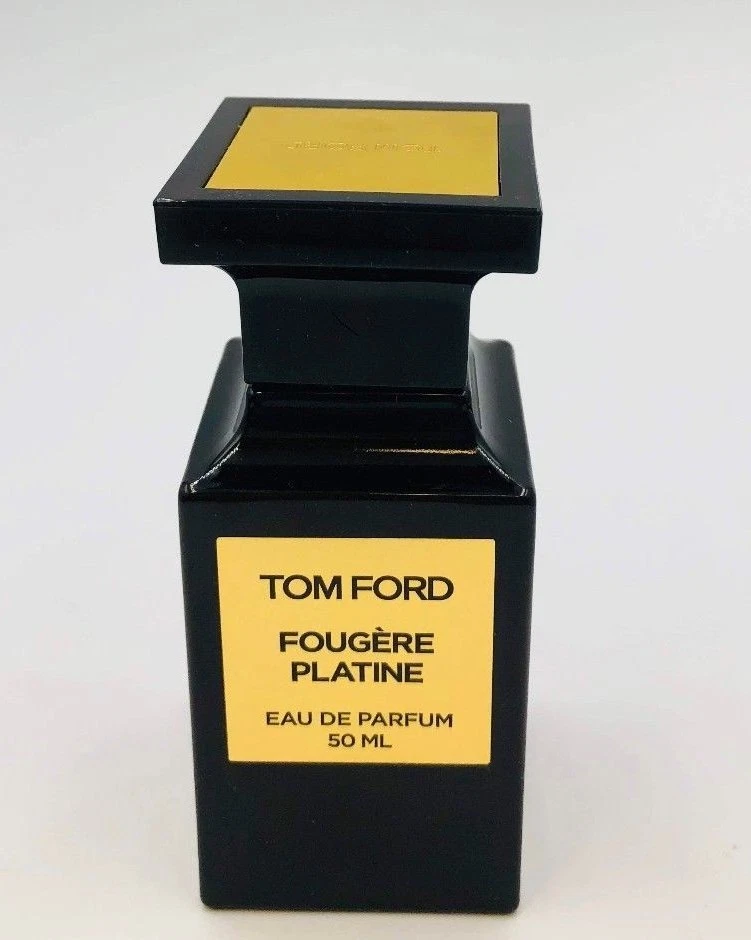 TOM FORD
FOUGÈRE
PLATINE
EAU DE PARFUM
50 ML